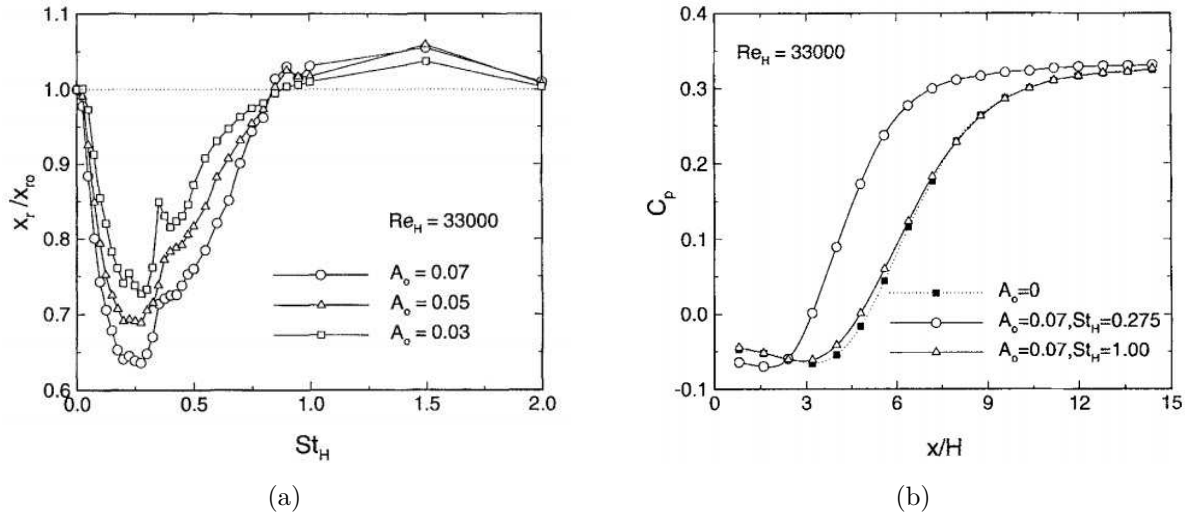 1.1
1.0
0.9
0.8
0.7
0.6
x_r/x_ro
Re_H = 33000
A_o = 0.07
A_o = 0.05
A_o = 0.03
0.0 0.5 1.0 1.5 2.0
St_H
(a)
0.4
0.3
0.2
0.1
0.0
-0.1
C_p
Re_H = 33000
A_o=0
A_o=0.07,St_H=0.275
A_o=0.07,St_H=1.00
0 3 6 9 12 15
x/H
(b)